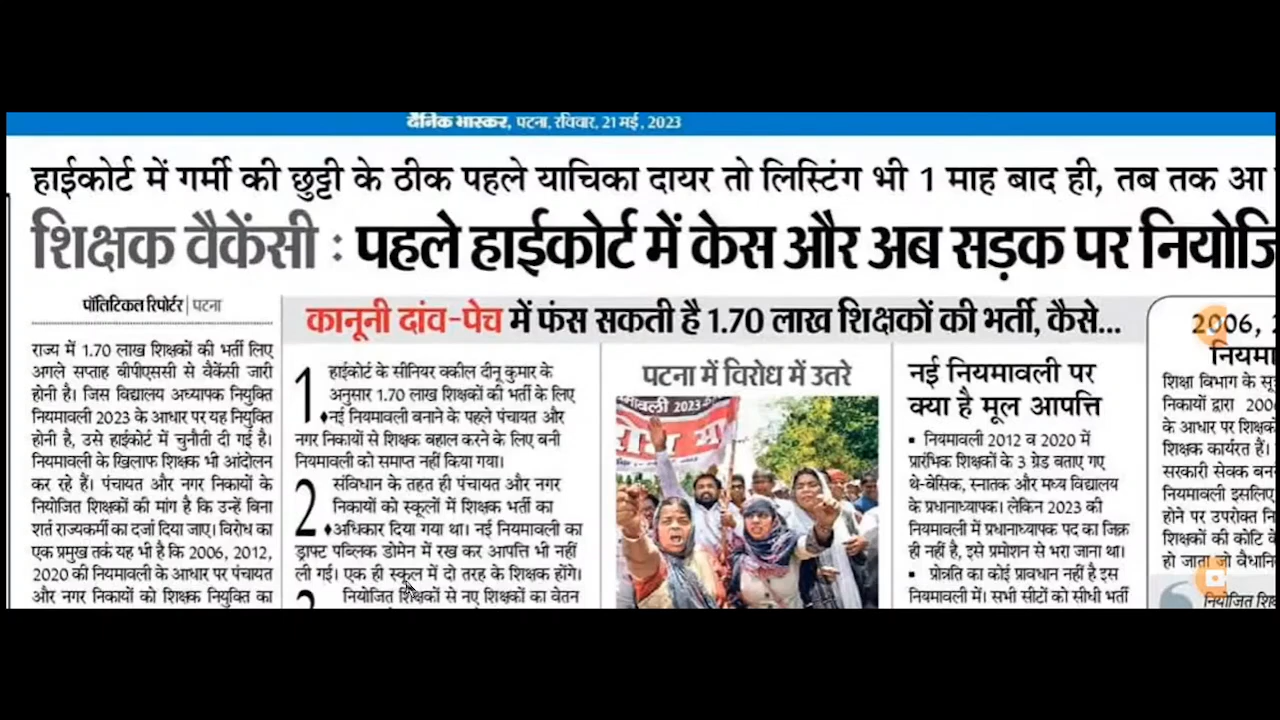 दैनिक भास्कर, पटना, रविवार, 21 मई, 2023
हाईकोर्ट में गर्मी की छुट्टी के ठीक पहले याचिका दायर तो लिस्टिंग भी 1 माह बाद ही, तब तक आ
शिक्षक वैकेंसी : पहले हाईकोर्ट में केस और अब सड़क पर नियोजि
पॉलिटिकल रिपोर्टर | पटना
राज्य में 1.70 लाख शिक्षकों की भर्ती लिए
अगले सप्ताह बीपीएससी से वैकेंसी जारी
होनी है। जिस विद्यालय अध्यापक नियुक्ति
नियमावली 2023 के आधार पर यह नियुक्ति
होनी है, उसे हाईकोर्ट में चुनौती दी गई है।
नियमावली के खिलाफ शिक्षक भी आंदोलन
कर रहे हैं। पंचायत और नगर निकायों के
नियोजित शिक्षकों की मांग है कि उन्हें बिना
शर्त राज्यकर्मी का दर्जा दिया जाए। विरोध का
एक प्रमुख तर्क यह भी है कि 2006, 2012,
2020 की नियमावली के आधार पर पंचायत
और नगर निकायों को शिक्षक नियुक्ति का
कानूनी दांव-पेच में फंस सकती है 1.70 लाख शिक्षकों की भर्ती, कैसे...
1 हाईकोर्ट के सीनियर वकील दीनू कुमार के
अनुसार 1.70 लाख शिक्षकों की भर्ती के लिए
♦नई नियमावली बनाने के पहले पंचायत और
नगर निकायों से शिक्षक बहाल करने के लिए बनी
नियमावली को समाप्त नहीं किया गया।
2 संविधान के तहत ही पंचायत और नगर
निकायों को स्कूलों में शिक्षक भर्ती का
♦अधिकार दिया गया था। नई नियमावली का
ड्राफ्ट पब्लिक डोमेन में रख कर आपत्ति भी नहीं
ली गई। एक ही स्कूल में दो तरह के शिक्षक होंगे।
नियोजित शिक्षकों से नए शिक्षकों का वेतन
पटना में विरोध में उतरे
नई नियमावली पर
क्या है मूल आपत्ति
▪ नियमावली 2012 व 2020 में
प्रारंभिक शिक्षकों के 3 ग्रेड बताए गए
थे-बेसिक, स्नातक और मध्य विद्यालय
के प्रधानाध्यापक। लेकिन 2023 की
नियमावली में प्रधानाध्यापक पद का जिक्र
ही नहीं है, इसे प्रमोशन से भरा जाना था।
▪ प्रोन्नति का कोई प्रावधान नहीं है इस
नियमावली में। सभी सीटों को सीधी भर्ती
2006,
नियमा
शिक्षा विभाग के सू
निकायों द्वारा 200
के आधार पर शिक्षक
शिक्षक कार्यरत हैं।
सरकारी सेवक बन
नियमावली इसलिए
होने पर उपरोक्त नि
शिक्षकों की कोटि वै
हो जाता जो वैधानि
नियोजित शिक्ष